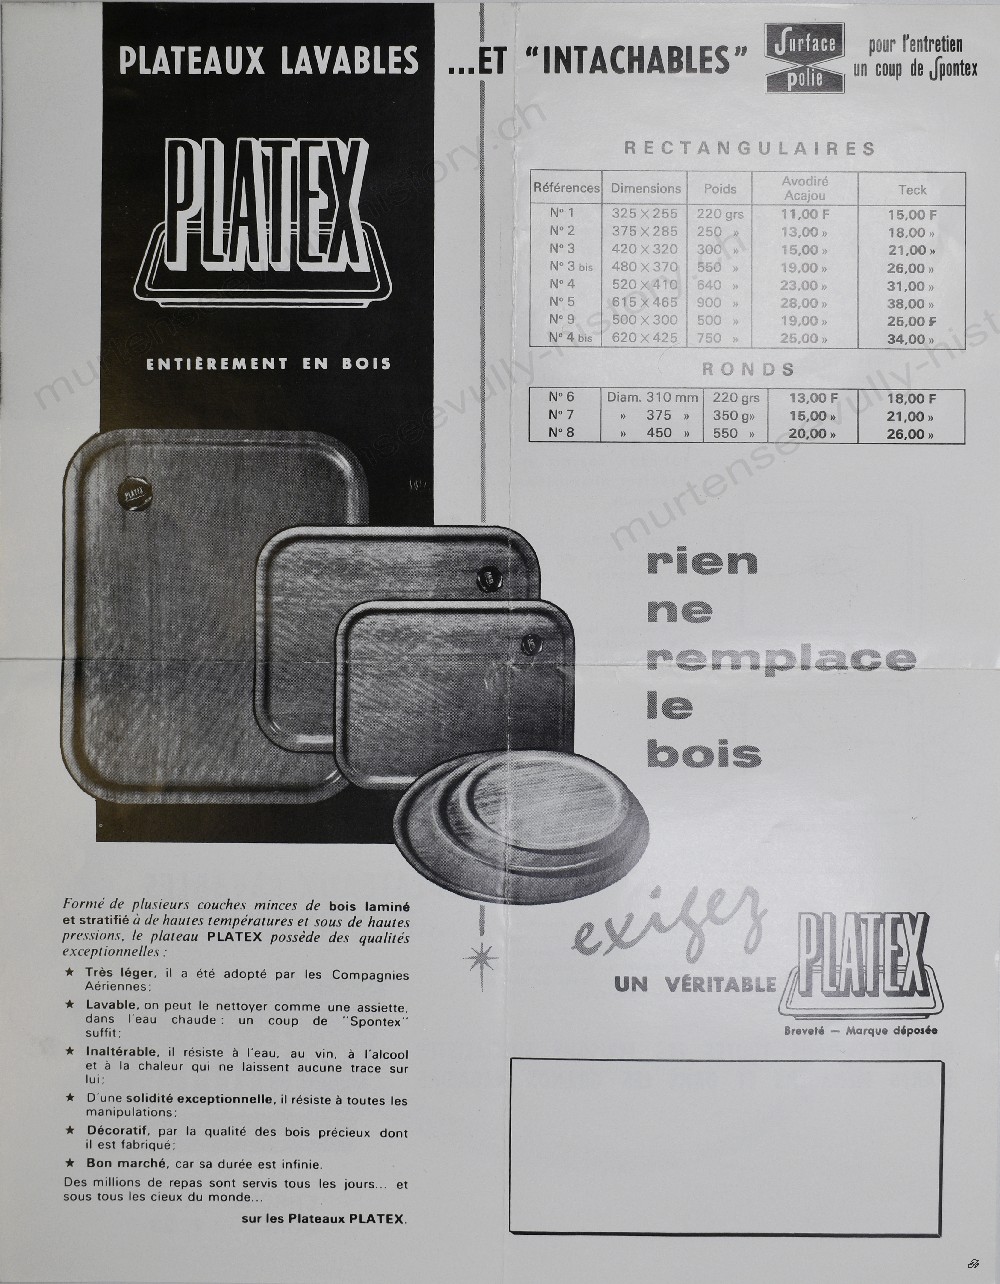 PLATEAUX LAVABLES ...ET "INTACHABLES"
Surface
polie
pour l'entretien
un coup de Spontex
PLATEX
ENTIÈREMENT EN BOIS
RECTANGULAIRES
Références Dimensions Poids Avodiré Acajou Teck
N° 1 325 × 255 220 grs 11,00 F 15,00 F
N° 2 375 × 285 250 » 13,00 » 18,00 »
N° 3 420 × 320 300 » 15,00 » 21,00 »
N° 3 bis 480 × 370 550 » 19,00 » 26,00 »
N° 4 520 × 410 640 » 23,00 » 31,00 »
N° 5 615 × 465 900 » 28,00 » 38,00 »
N° 9 500 × 300 500 » 19,00 » 25,00 F
N° 4 bis 620 × 425 750 » 25,00 » 34,00 »
RONDS
N° 6 Diam. 310 mm 220 grs 13,00 F 18,00 F
N° 7 » 375 » 350 g» 15,00 » 21,00 »
N° 8 » 450 » 550 » 20,00 » 26,00 »
PLATEX
rien
ne
remplace
le
bois
Formé de plusieurs couches minces de bois laminé
et stratifié à de hautes températures et sous de hautes
pressions, le plateau PLATEX possède des qualités
exceptionnelles :
★ Très léger, il a été adopté par les Compagnies
Aériennes;
★ Lavable, on peut le nettoyer comme une assiette,
dans l'eau chaude : un coup de "Spontex"
suffit;
★ Inaltérable, il résiste à l'eau, au vin, à l'alcool
et à la chaleur qui ne laissent aucune trace sur
lui;
★ D'une solidité exceptionnelle, il résiste à toutes les
manipulations;
★ Décoratif, par la qualité des bois précieux dont
il est fabriqué;
★ Bon marché, car sa durée est infinie.
Des millions de repas sont servis tous les jours... et
sous tous les cieux du monde...
sur les Plateaux PLATEX.
exigez
UN VÉRITABLE
PLATEX
Breveté — Marque déposée